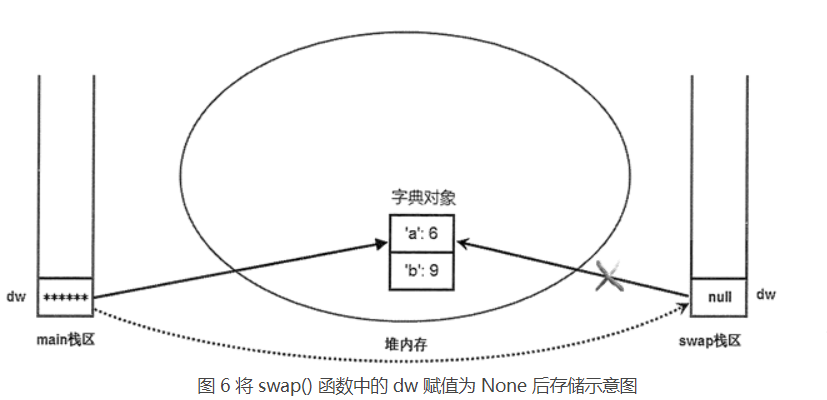 字典对象
'a': 6
'b': 9
dw
******
null
dw
main栈区
堆内存
swap栈区
图 6 将 swap() 函数中的 dw 赋值为 None 后存储示意图